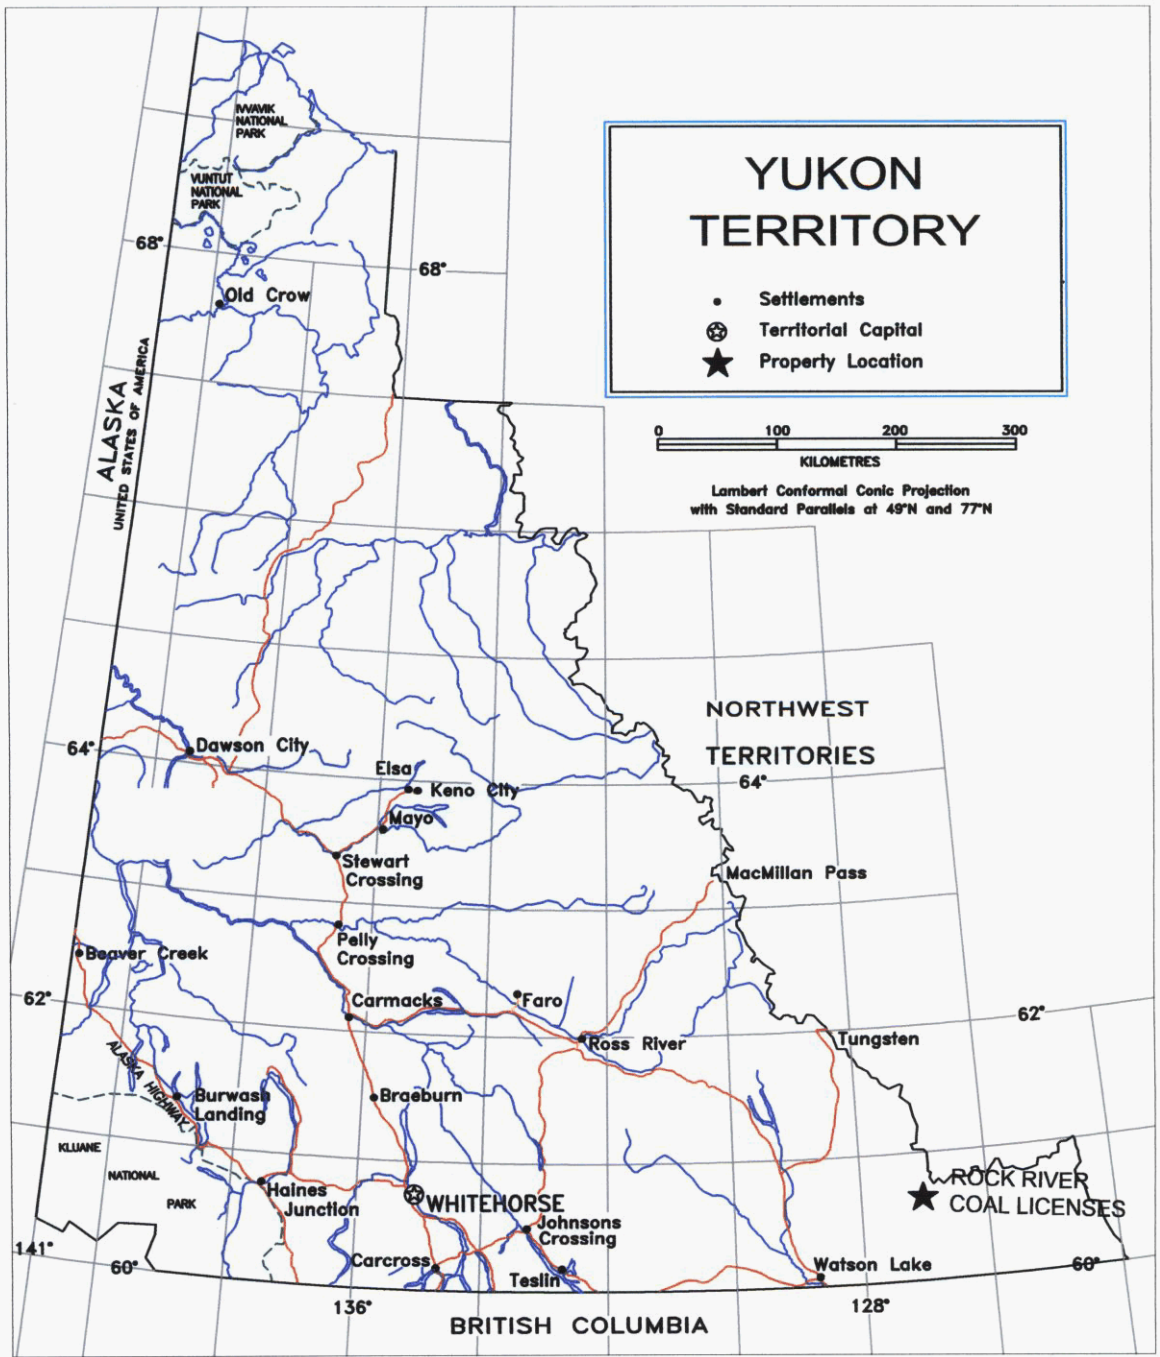 IVVAVIK
NATIONAL
PARK
VUNTUT
NATIONAL
PARK
YUKON
TERRITORY
Settlements
Territorial Capital
Property Location
68°
68°
Old Crow
ALASKA
UNITED STATES OF AMERICA
0 100 200 300
KILOMETRES
Lambert Conformal Conic Projection
with Standard Parallels at 49°N and 77°N
NORTHWEST
TERRITORIES
64°
Dawson City
64°
Elsa
Keno City
Mayo
Stewart
Crossing
MacMillan Pass
Pelly
Crossing
Beaver Creek
62°
Carmacks
Faro
62°
Ross River
Tungsten
ALASKA HIGHWAY
Burwash
Landing
Braeburn
KLUANE
NATIONAL
PARK
Haines
Junction
WHITEHORSE
ROCK RIVER
COAL LICENSES
Johnsons
Crossing
141°
60°
Carcross
Teslin
Watson Lake
60°
136°
128°
BRITISH COLUMBIA